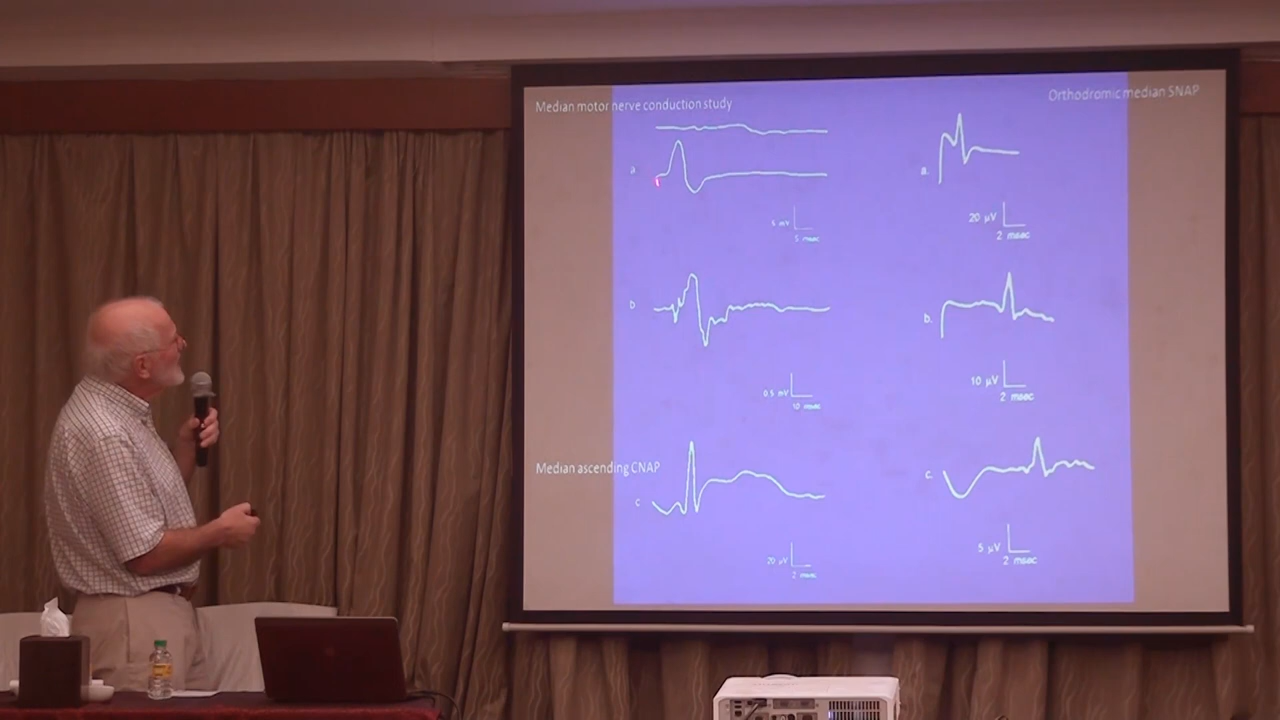 Median motor nerve conduction study
Orthodromic median SNAP
a
5 mV
5 msec
a.
20 µV
2 msec
b
0.5 mV
10 msec
b.
10 µV
2 msec
Median ascending CNAP
c
20 µV
2 msec
c.
5 µV
2 msec